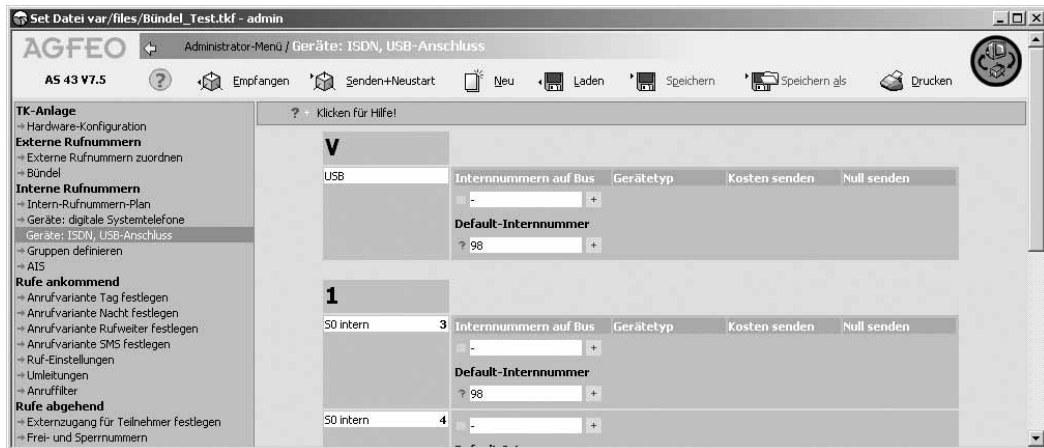 Set Datei var/files/Bündel_Test.tkf - admin
AGFEO Administrator-Menü / Geräte: ISDN, USB-Anschluss
AS 43 V7.5 ? Empfangen Senden+Neustart Neu Laden Speichern Speichern als Drucken
TK-Anlage
Hardware-Konfiguration
Externe Rufnummern
Externe Rufnummern zuordnen
Bündel
Interne Rufnummern
Intern-Rufnummern-Plan
Geräte: digitale Systemtelefone
Geräte: ISDN, USB-Anschluss
Gruppen definieren
AIS
Rufe ankommend
Anrufvariante Tag festlegen
Anrufvariante Nacht festlegen
Anrufvariante Rufweiter festlegen
Anrufvariante SMS festlegen
Ruf-Einstellungen
Umleitungen
Anruffilter
Rufe abgehend
Externzugang für Teilnehmer festlegen
Frei- und Sperrnummern
? Klicken für Hilfe!
V
USB Internnummern auf Bus Gerätetyp Kosten senden Null senden
- +
Default-Internnummer
? 98 +
1
S0 intern 3 Internnummern auf Bus Gerätetyp Kosten senden Null senden
- +
Default-Internnummer
? 98 +
S0 intern 4 - +